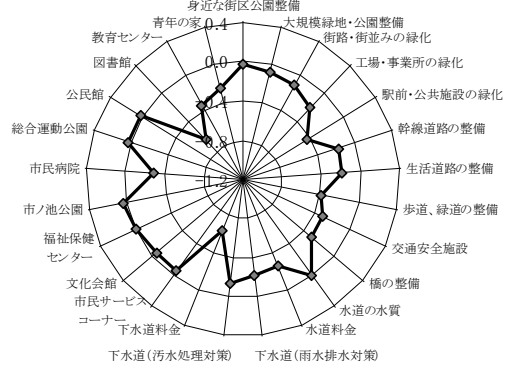 身近な街区公園整備
大規模緑地・公園整備
街路・街並みの緑化
工場・事業所の緑化
駅前・公共施設の緑化
幹線道路の整備
生活道路の整備
歩道、緑道の整備
交通安全施設
橋の整備
水道の水質
水道料金
下水道(雨水排水対策)
下水道(汚水処理対策)
下水道料金
市民サービス
コーナー
文化会館
福祉保健
センター
市ノ池公園
市民病院
総合運動公園
公民館
図書館
教育センター
青年の家
0.4
0.0
-0.4
-0.8
-1.2